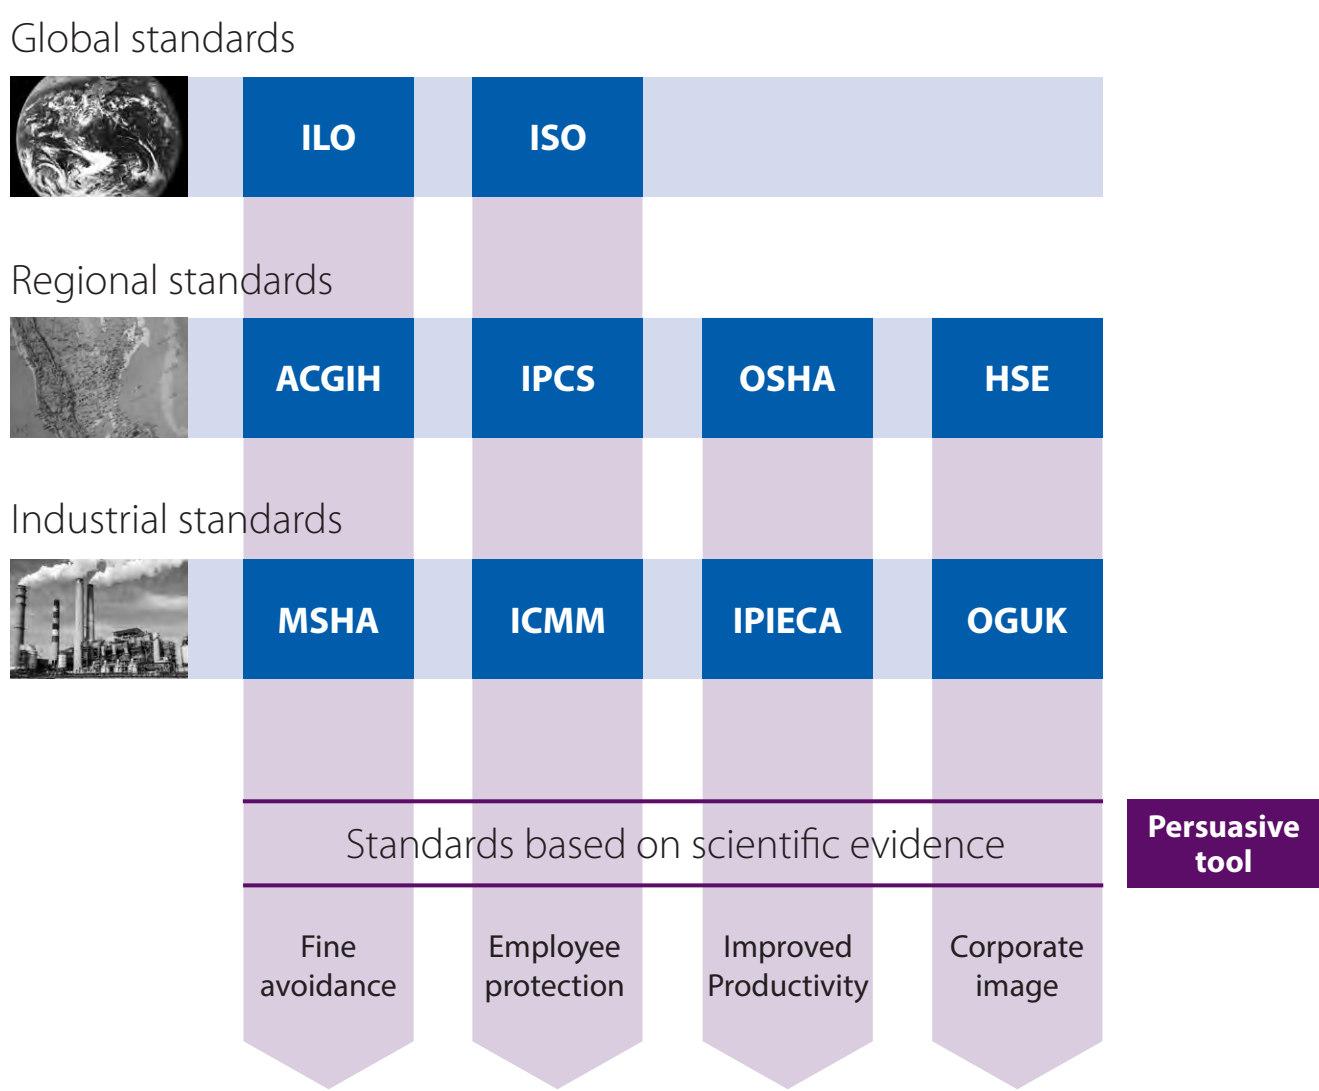 Global standards
ILO
ISO
Regional standards
ACGIH
IPCS
OSHA
HSE
Industrial standards
MSHA
ICMM
IPIECA
OGUK
Standards based on scientific evidence
Persuasive
tool
Fine
avoidance
Employee
protection
Improved
Productivity
Corporate
image